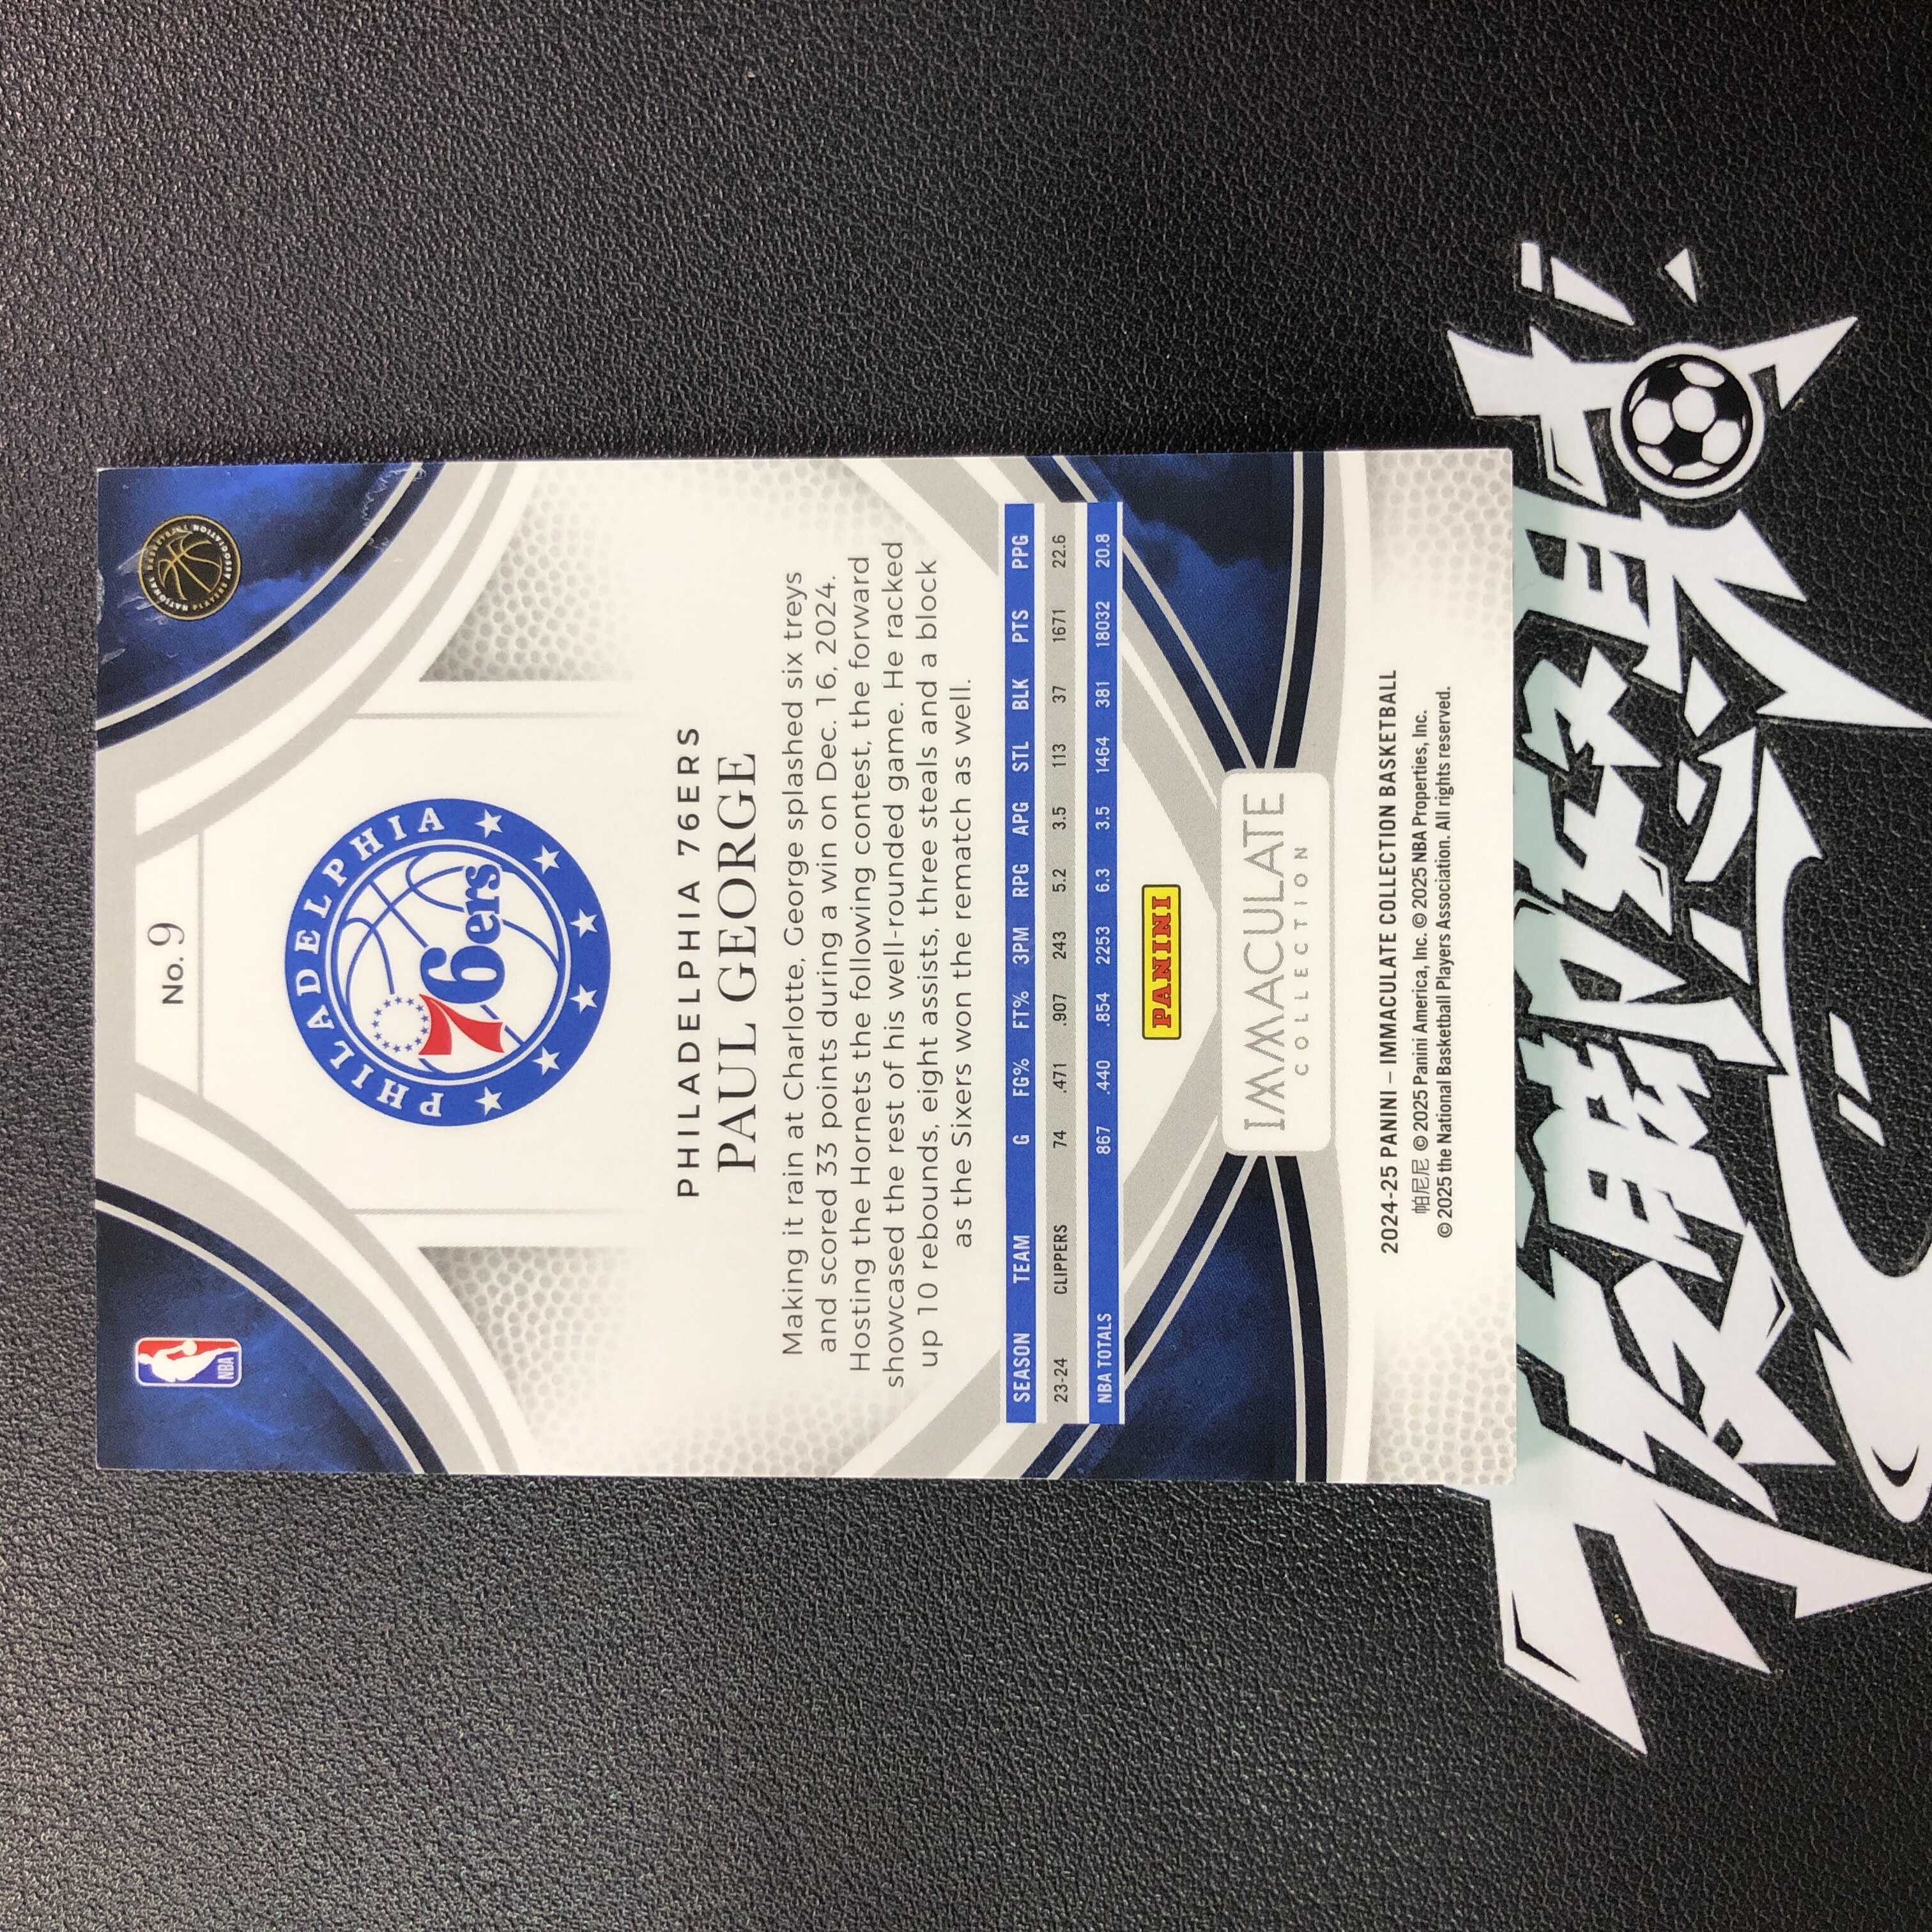 No. 9
NBA
NATIONAL BASKETBALL PLAYERS ASSOCIATION
PHILADELPHIA
76ers
PHILADELPHIA 76ERS
PAUL GEORGE
Making it rain at Charlotte, George splashed six treys
and scored 33 points during a win on Dec. 16, 2024.
Hosting the Hornets the following contest, the forward
showcased the rest of his well-rounded game. He racked
up 10 rebounds, eight assists, three steals and a block
as the Sixers won the rematch as well.
SEASON TEAM G FG% FT% 3PM RPG APG STL BLK PTS PPG
23-24 CLIPPERS 74 .471 .907 243 5.2 3.5 113 37 1671 22.6
NBA TOTALS 867 .440 .854 2253 6.3 3.5 1464 381 18032 20.8
PANINI
IMMACULATE
COLLECTION
2024-25 PANINI – IMMACULATE COLLECTION BASKETBALL
帕尼尼 © 2025 Panini America, Inc. © 2025 NBA Properties, Inc.
© 2025 the National Basketball Players Association. All rights reserved.